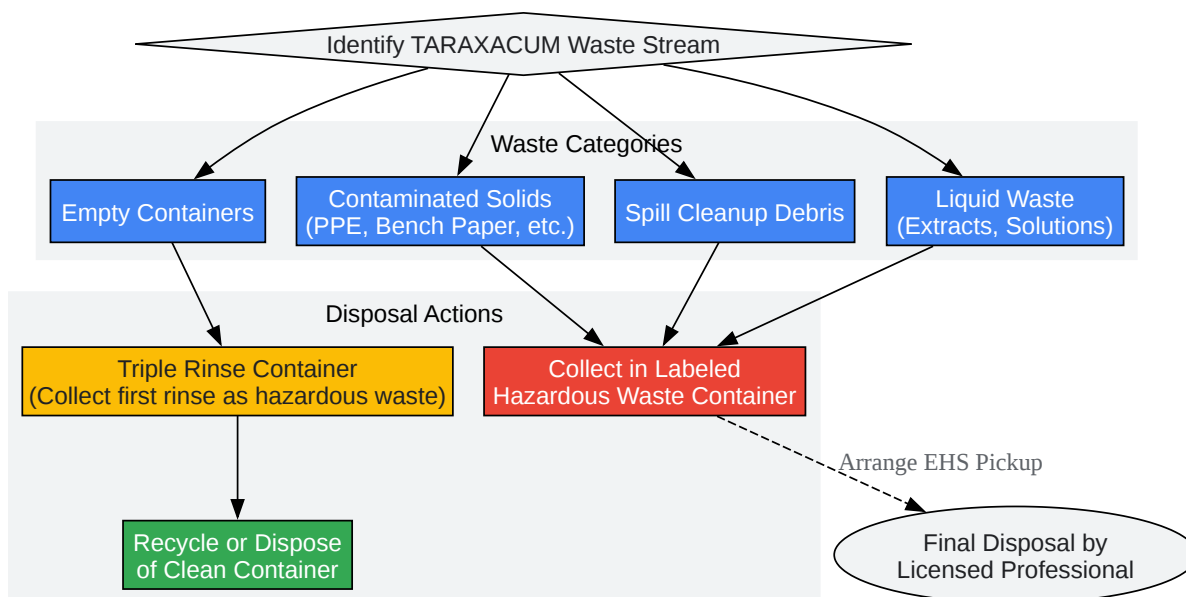 Identify TARAXACUM Waste Stream
Waste Categories
Empty Containers
Contaminated Solids
(PPE, Bench Paper, etc.)
Spill Cleanup Debris
Liquid Waste
(Extracts, Solutions)
Disposal Actions
Triple Rinse Container
(Collect first rinse as hazardous waste)
Collect in Labeled
Hazardous Waste Container
Arrange EHS Pickup
Recycle or Dispose
of Clean Container
Final Disposal by
Licensed Professional